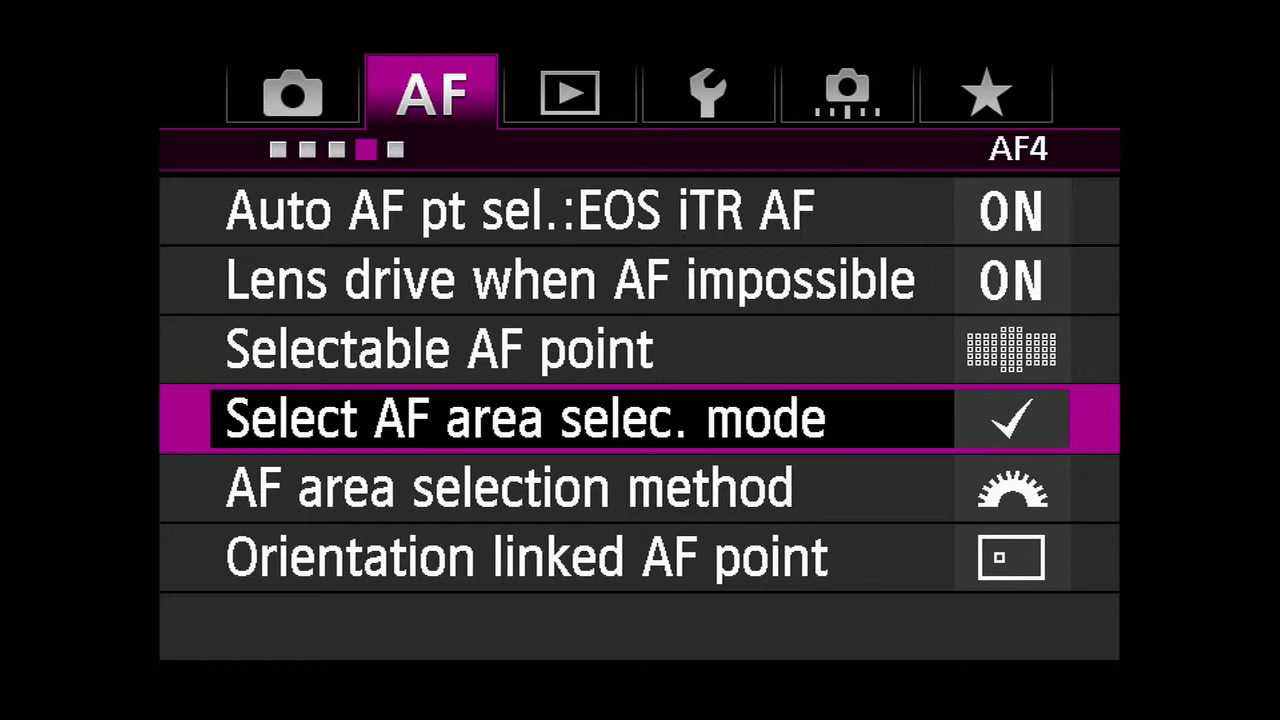 AF
AF4
Auto AF pt sel.:EOS iTR AF ON
Lens drive when AF impossible ON
Selectable AF point
Select AF area selec. mode
AF area selection method
Orientation linked AF point